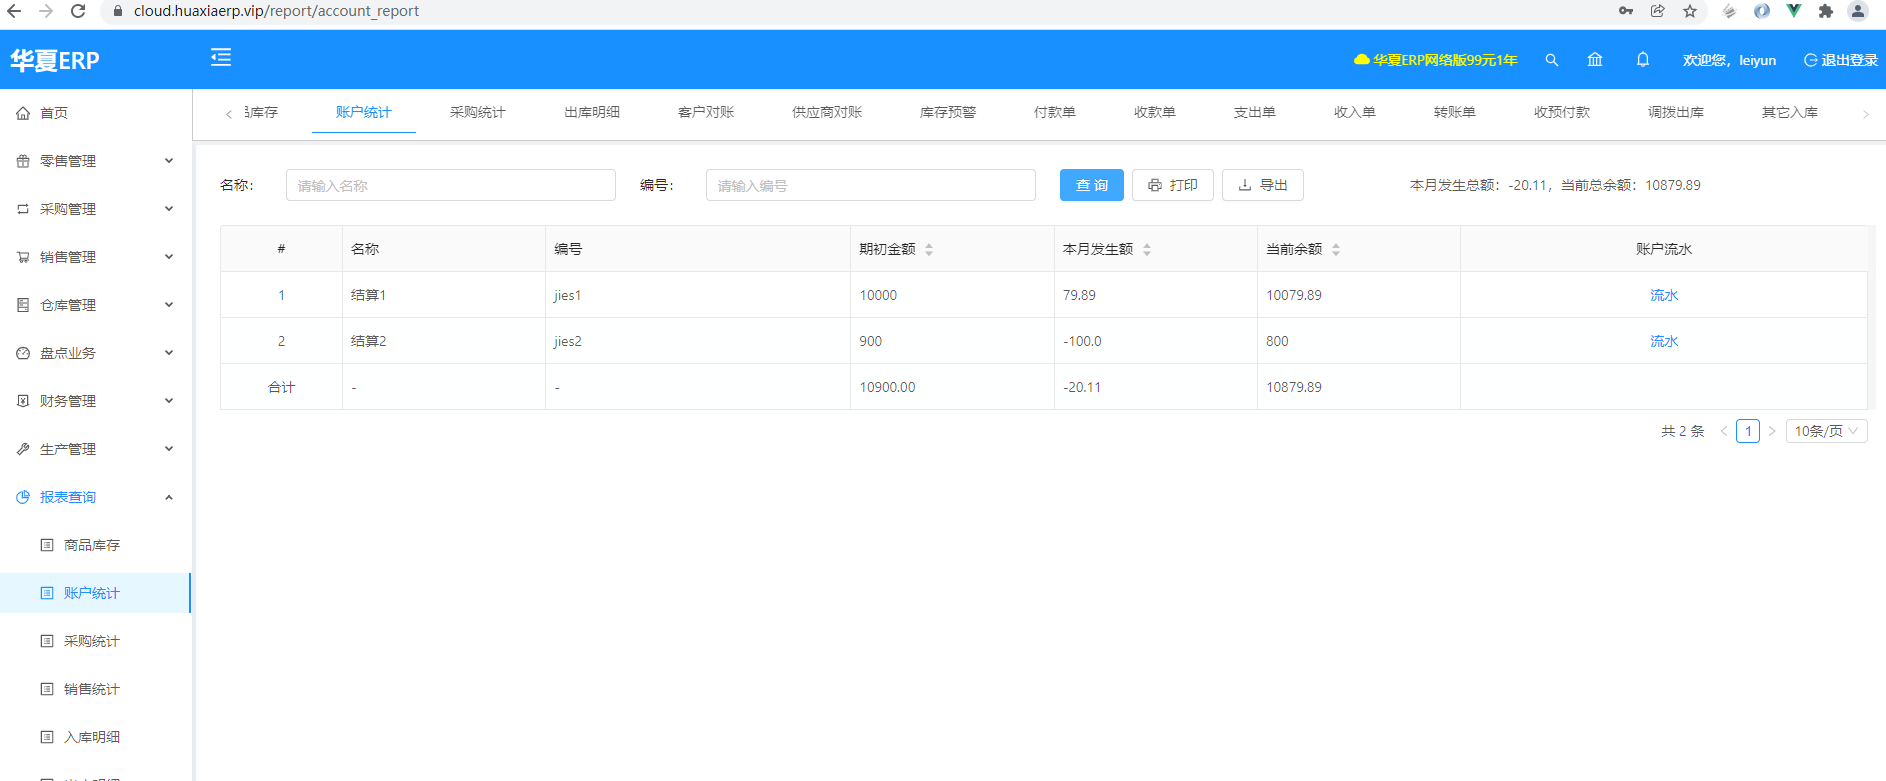 cloud.huaxiaerp.vip/report/account_report
华夏ERP
华夏ERP网络版99元1年
欢迎您，leiyun
退出登录
首页
零售管理
采购管理
销售管理
仓库管理
盘点业务
财务管理
生产管理
报表查询
商品库存
账户统计
采购统计
销售统计
入库明细
品库存 账户统计 采购统计 出库明细 客户对账 供应商对账 库存预警 付款单 收款单 支出单 收入单 转账单 收预付款 调拨出库 其它入库
名称： 请输入名称 编号： 请输入编号 查询 打印 导出 本月发生总额：-20.11，当前总余额：10879.89
# 名称 编号 期初金额 本月发生额 当前余额 账户流水
1 结算1 jies1 10000 79.89 10079.89 流水
2 结算2 jies2 900 -100.0 800 流水
合计 - - 10900.00 -20.11 10879.89
共 2 条 < 1 > 10条/页